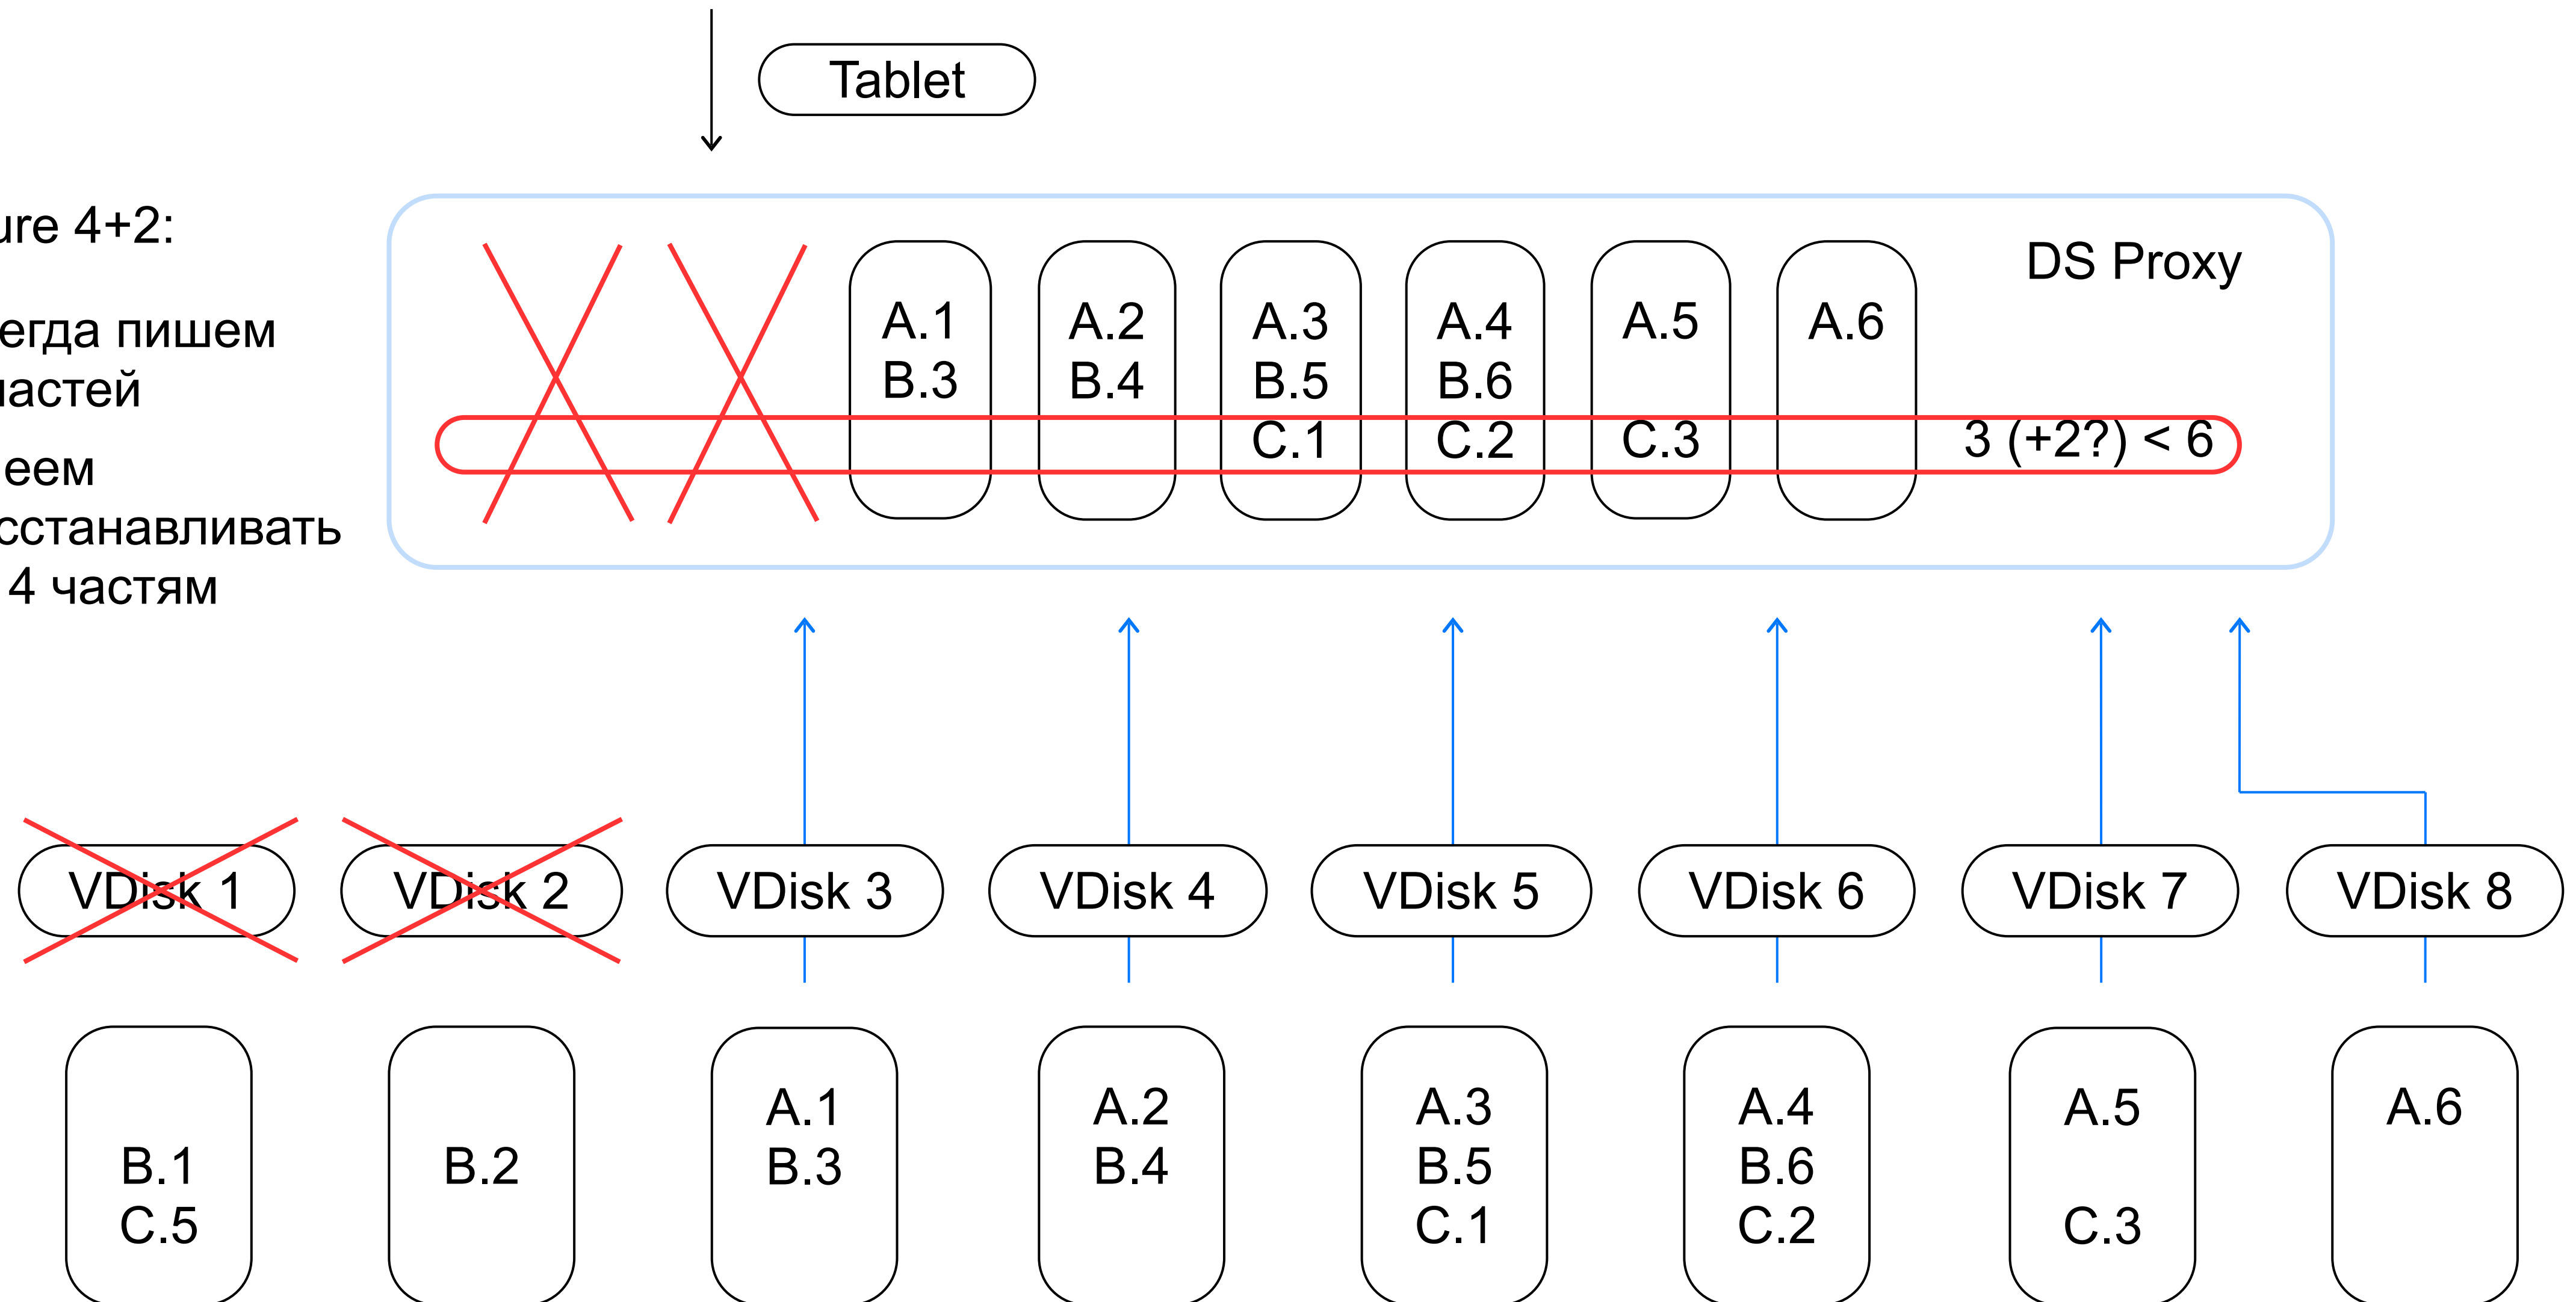 Tablet
ure 4+2:
егда пишем
частей
еем
сстанавливать
4 частям
DS Proxy
A.1 A.2 A.3 A.4 A.5 A.6
B.3 B.4 B.5 B.6
C.1 C.2 C.3 3 (+2?) < 6
VDisk 1 VDisk 2 VDisk 3 VDisk 4 VDisk 5 VDisk 6 VDisk 7 VDisk 8
A.1 A.2 A.3 A.4 A.5 A.6
B.1 B.2 B.3 B.4 B.5 B.6
C.5 C.1 C.2 C.3